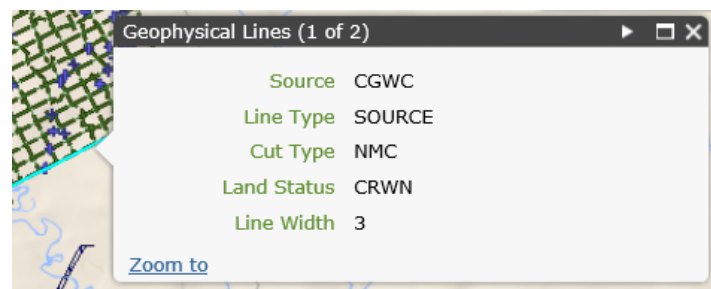 Geophysical Lines (1 of 2)
Source CGWC
Line Type SOURCE
Cut Type NMC
Land Status CRWN
Line Width 3
Zoom to